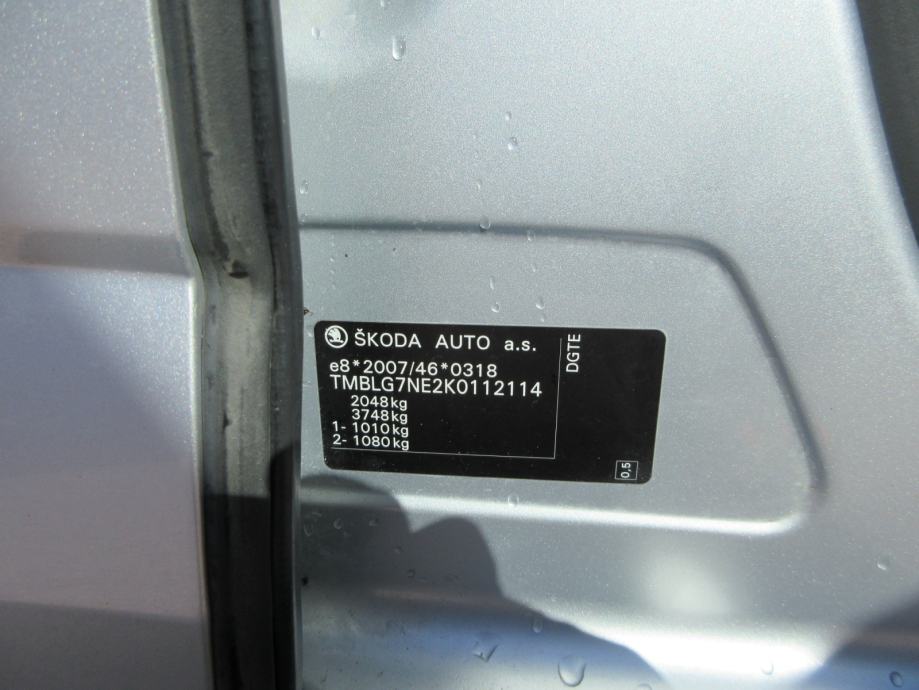 ŠKODA AUTO a.s.
e8*2007/46*0318
TMBLG7NE2K0112114
2048kg
3748kg
1- 1010kg
2- 1080kg
DGTE
0,5